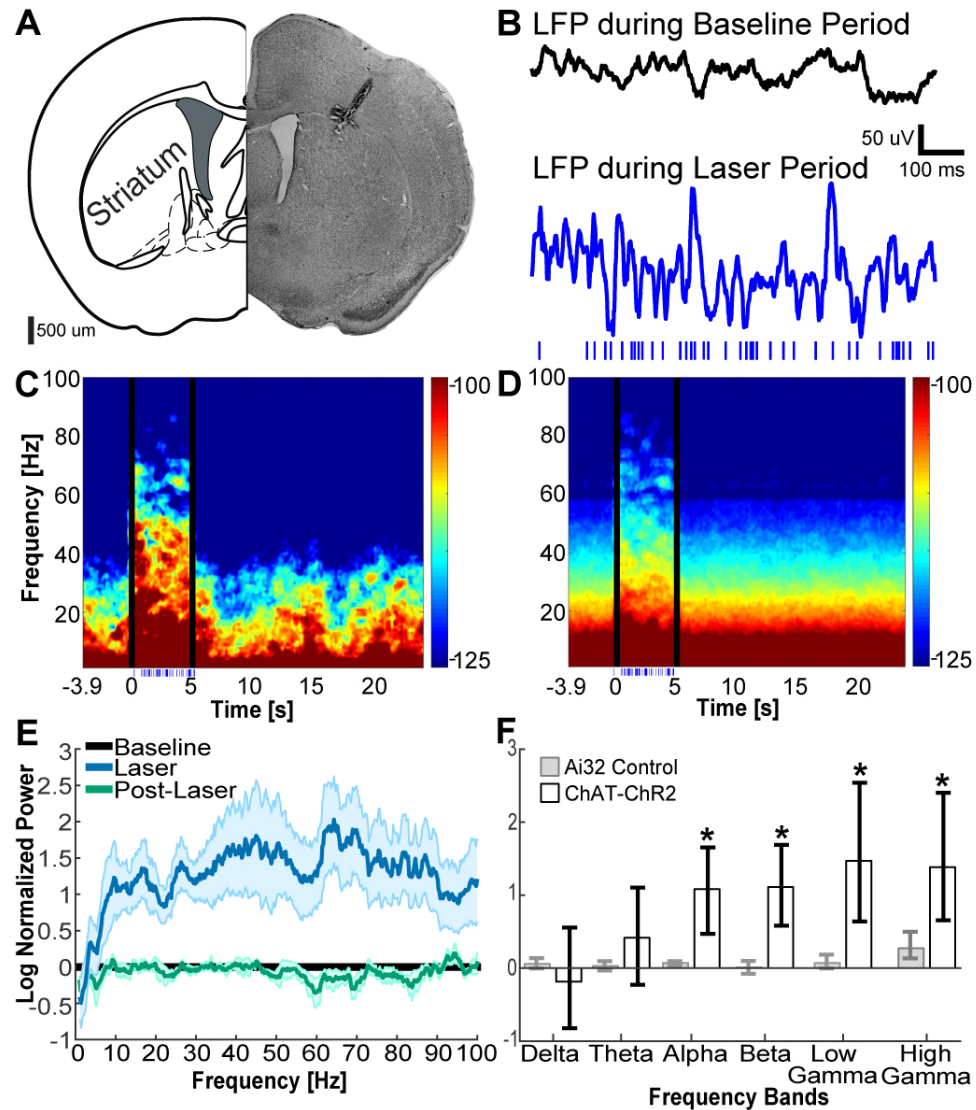 A
Striatum
500 um
B
LFP during Baseline Period
50 uV
100 ms
LFP during Laser Period
C
Frequency [Hz]
100
80
60
40
20
-3.9 0 5 10 15 20
Time [s]
-100
-125
D
100
80
60
40
20
-3.9 0 5 10 15 20
Time [s]
-100
-125
E
Log Normalized Power
3
2.5
2
1.5
1
0.5
0
-0.5
-1
Baseline
Laser
Post-Laser
0 10 20 30 40 50 60 70 80 90 100
Frequency [Hz]
F
3
2
1
0
-1
Ai32 Control
ChAT-ChR2
* * * *
Delta Theta Alpha Beta Low Gamma High Gamma
Frequency Bands